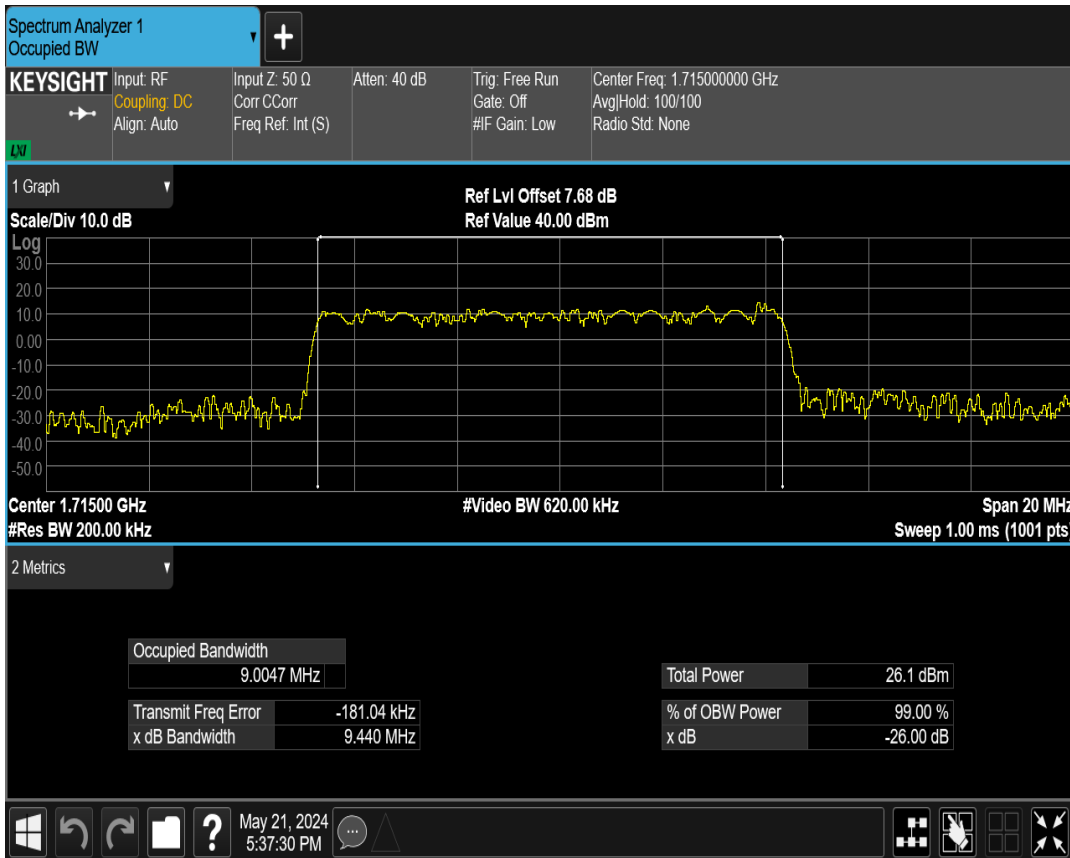 Spectrum Analyzer 1
Occupied BW
KEYSIGHT
LXI
Input: RF
Coupling: DC
Align: Auto
Input Z: 50 Ω
Corr CCorr
Freq Ref: Int (S)
Atten: 40 dB
Trig: Free Run
Gate: Off
#IF Gain: Low
Center Freq: 1.715000000 GHz
Avg|Hold: 100/100
Radio Std: None
1 Graph
Ref Lvl Offset 7.68 dB
Scale/Div 10.0 dB
Ref Value 40.00 dBm
Log
30.0
20.0
10.0
0.00
-10.0
-20.0
-30.0
-40.0
-50.0
Center 1.71500 GHz
#Video BW 620.00 kHz
Span 20 MHz
#Res BW 200.00 kHz
Sweep 1.00 ms (1001 pts)
2 Metrics
Occupied Bandwidth
9.0047 MHz
Total Power 26.1 dBm
Transmit Freq Error -181.04 kHz
% of OBW Power 99.00 %
x dB Bandwidth 9.440 MHz
x dB -26.00 dB
May 21, 2024
5:37:30 PM